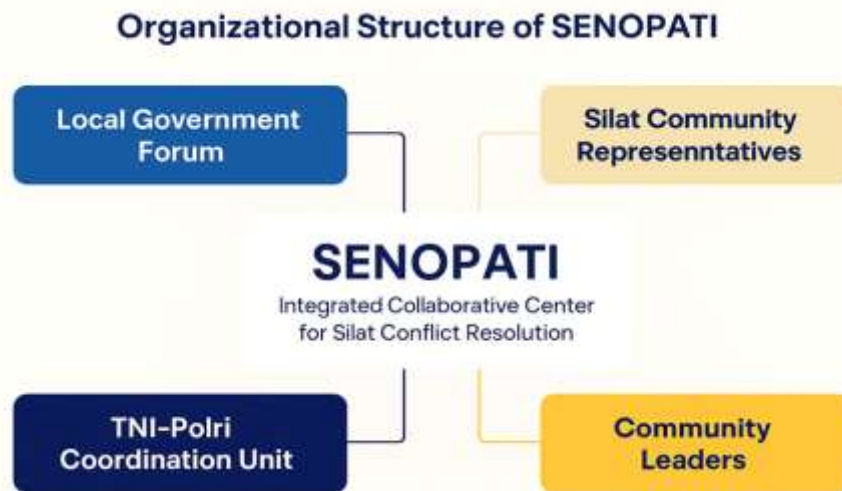 Organizational Structure of SENOPATI
Local Government
Forum
Silat Community
Represenntatives
SENOPATI
Integrated Collaborative Center
for Silat Conflict Resolution
TNI-Polri
Coordination Unit
Community
Leaders